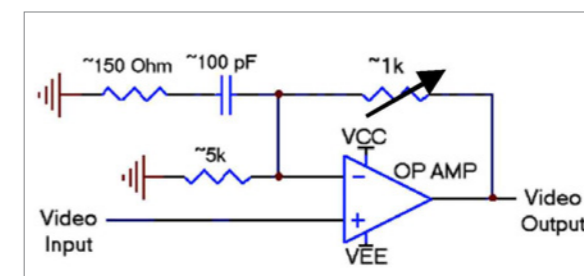 ~150 Ohm ~100 pF ~1k
VCC
OP AMP
~5k
−
+
Video
Input
Video
Output
VEE